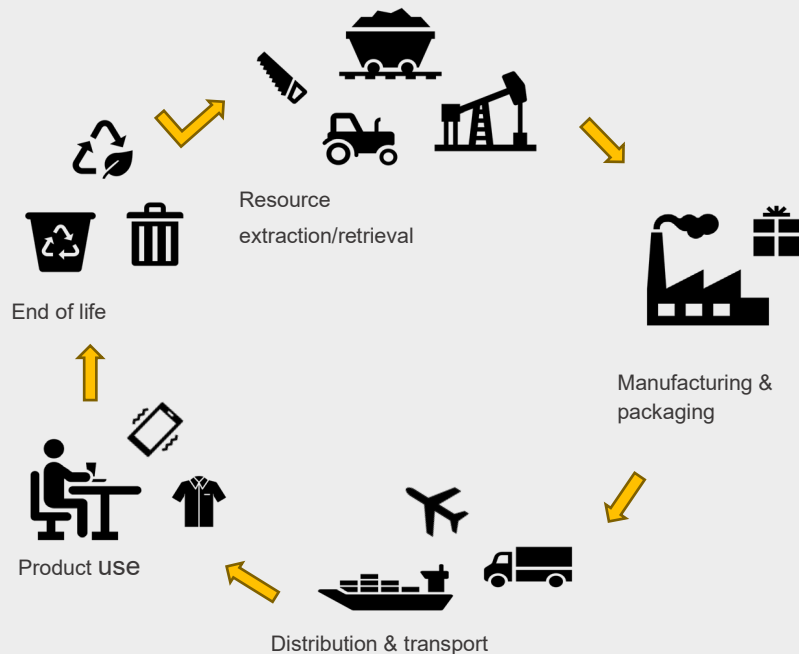 Resource
extraction/retrieval
End of life
Manufacturing &
packaging
Product use
Distribution & transport